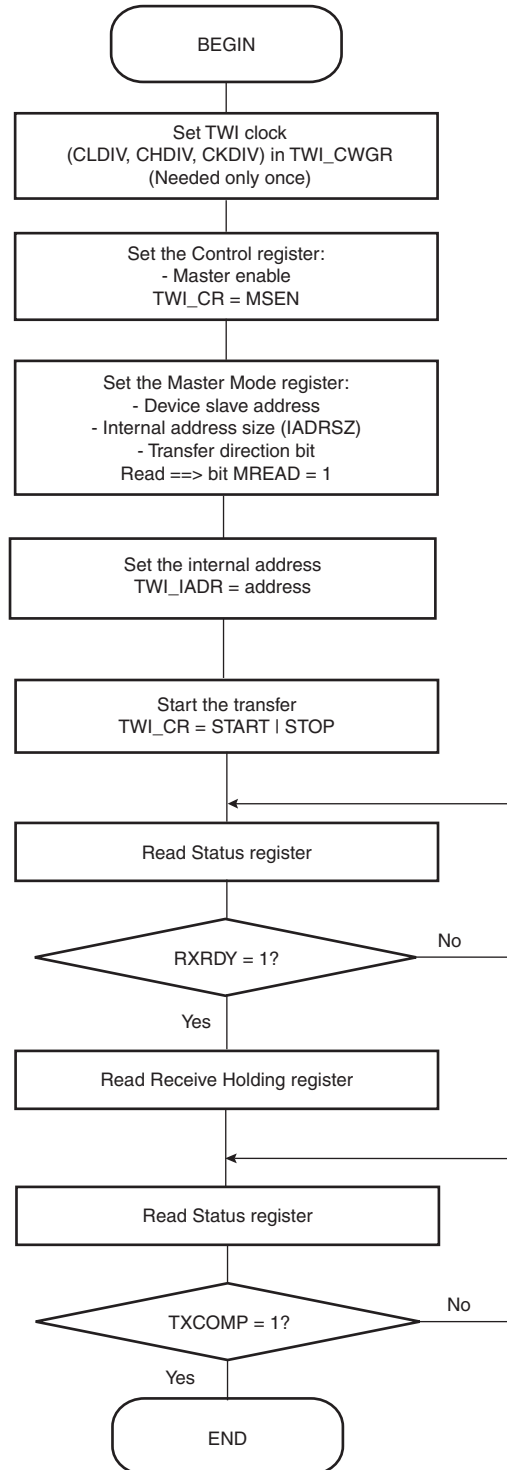 BEGIN
Set TWI clock
(CLDIV, CHDIV, CKDIV) in TWI_CWGR
(Needed only once)
Set the Control register:
- Master enable
TWI_CR = MSEN
Set the Master Mode register:
- Device slave address
- Internal address size (IADRSZ)
- Transfer direction bit
Read ==> bit MREAD = 1
Set the internal address
TWI_IADR = address
Start the transfer
TWI_CR = START | STOP
Read Status register
RXRDY = 1?
No
Yes
Read Receive Holding register
Read Status register
TXCOMP = 1?
No
Yes
END